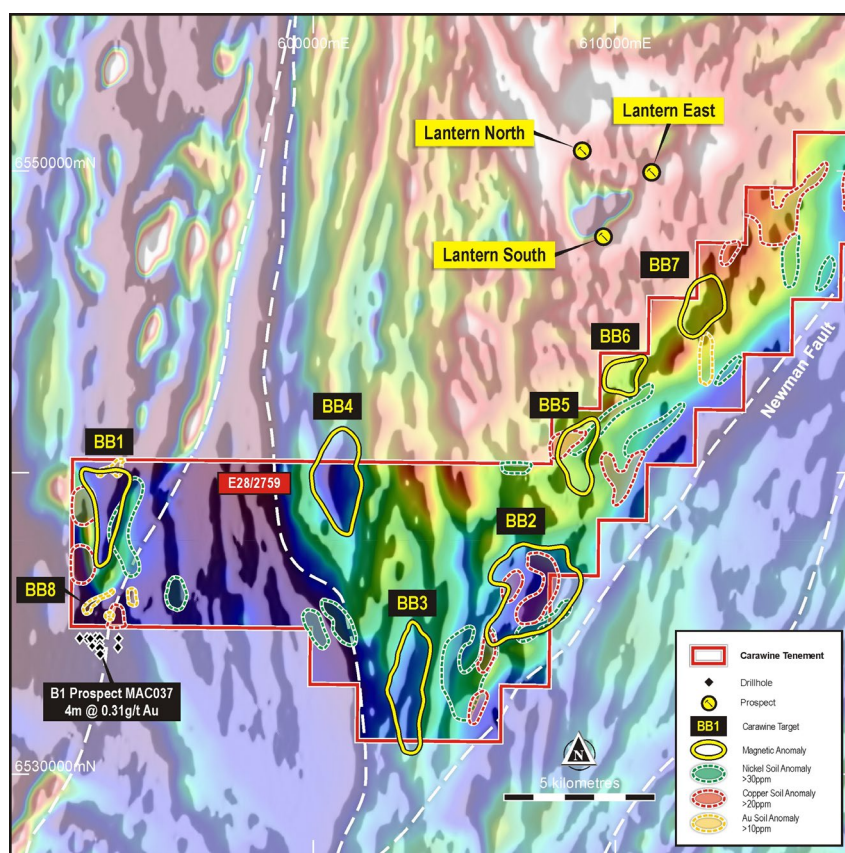 600000mE
610000mE
Lantern East
Lantern North
6550000mN
Lantern South
BB7
BB6
Newman Fault
BB4
BB5
BB1
E28/2759
BB2
BB8
BB3
B1 Prospect MAC037
4m @ 0.31g/t Au
6530000mN
N
5 kilometres
Carawine Tenement
Drillhole
Prospect
BB1
Carawine Target
Magnetic Anomaly
Nickel Soil Anomaly
>30ppm
Copper Soil Anomaly
>20ppm
Au Soil Anomaly
>10ppm